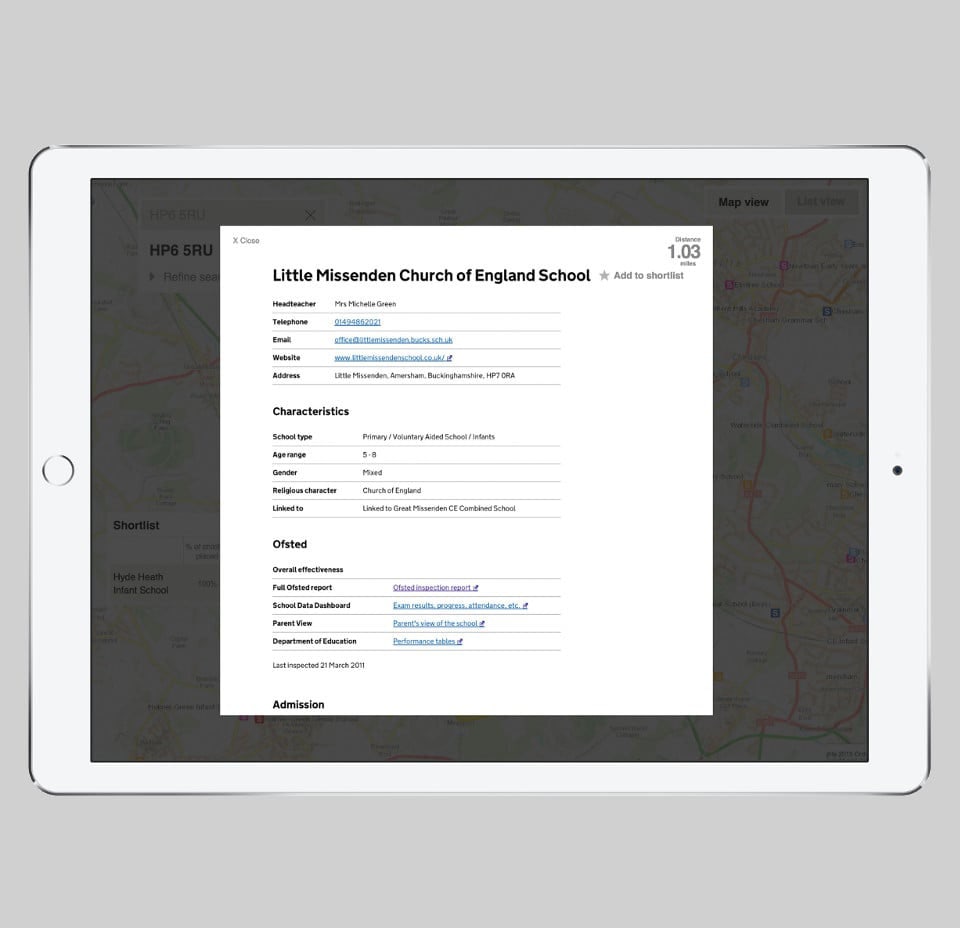 HP6 5RU
Map view
List view
HP6 5RU
Refine sea
X Close
Distance
1.03
miles
Little Missenden Church of England School
Add to shortlist
Headteacher Mrs Michelle Green
Telephone 01494862021
Email office@littlemissenden.bucks.sch.uk
Website www.littlemissendenschool.co.uk/
Address Little Missenden, Amersham, Buckinghamshire, HP7 0RA
Characteristics
School type Primary / Voluntary Aided School / Infants
Age range 5 - 8
Gender Mixed
Religious character Church of England
Linked to Linked to Great Missenden CE Combined School
Ofsted
Overall effectiveness
Full Ofsted report Ofsted inspection report
School Data Dashboard Exam results, progress, attendance, etc.
Parent View Parent's view of the school
Department of Education Performance tables
Last inspected 21 March 2011
Admission
Shortlist
Hyde Heath
Infant School
100%